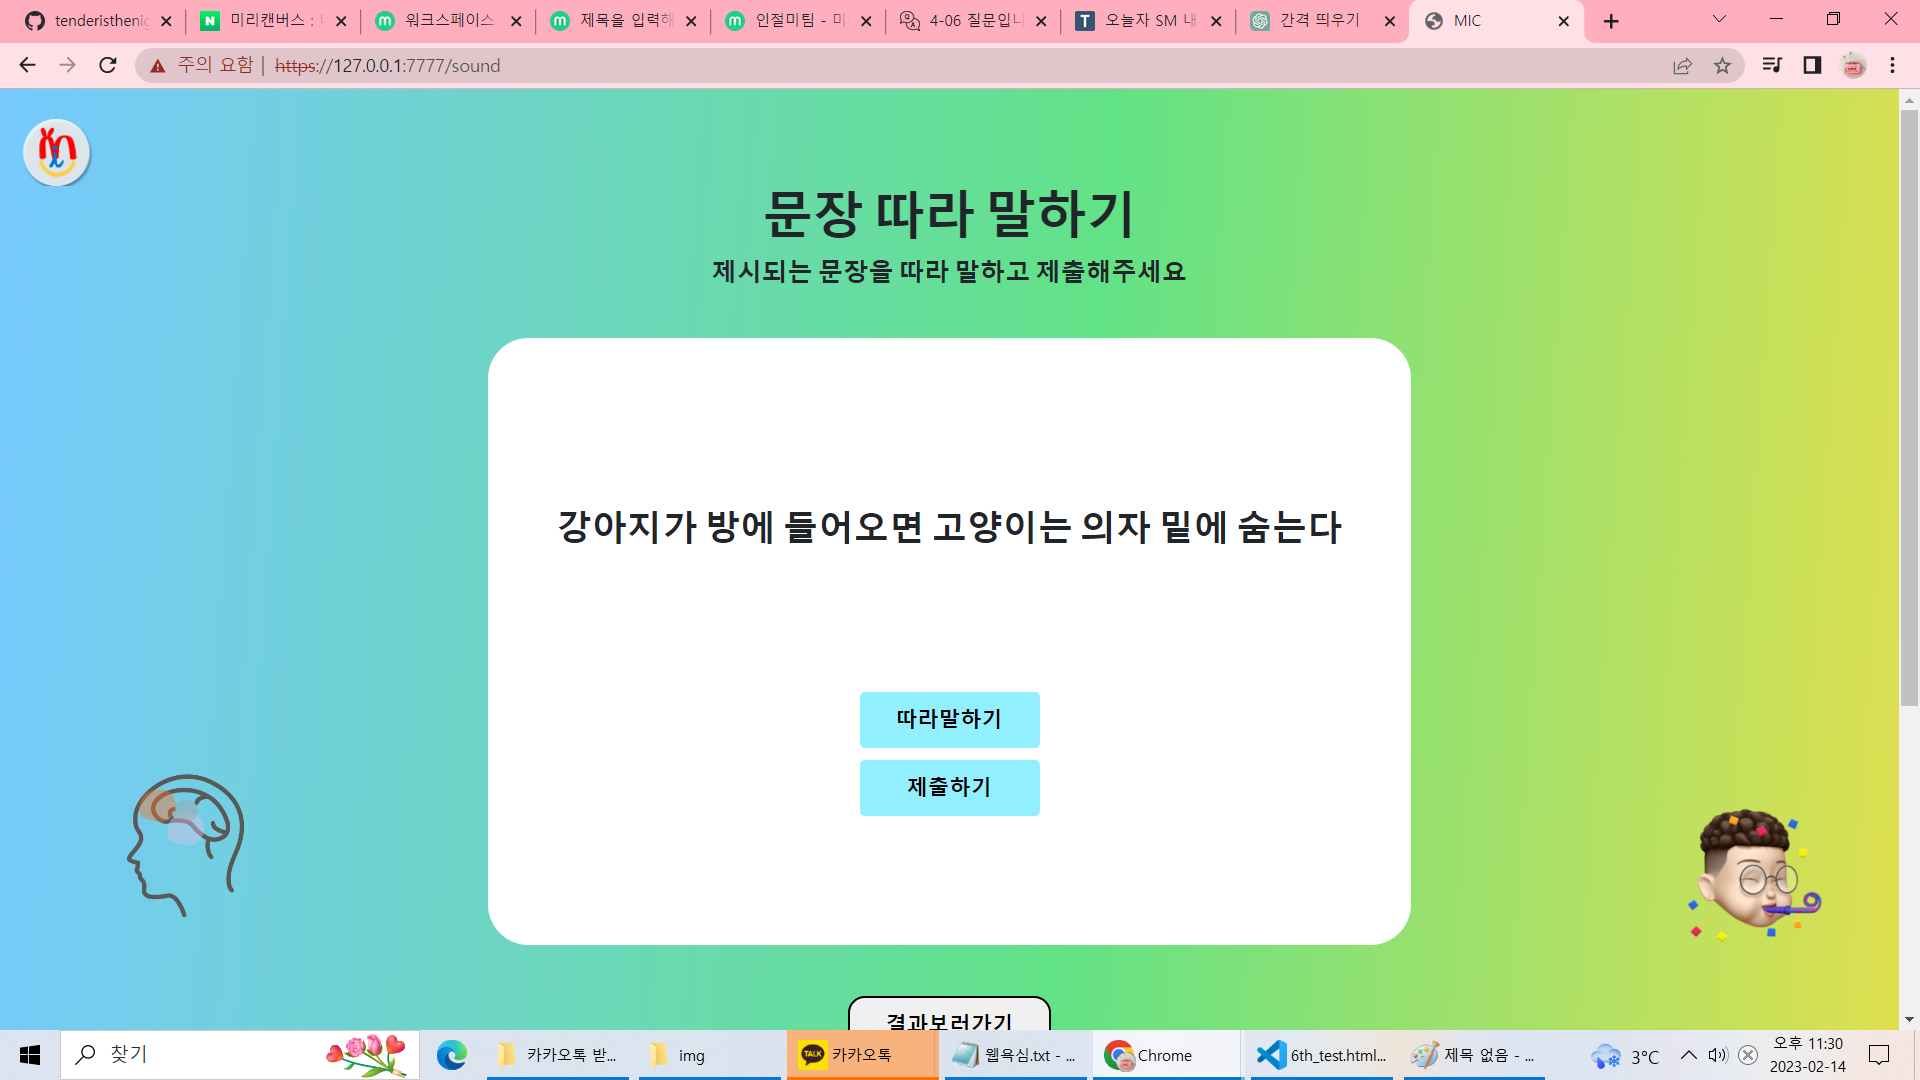 tenderistheni
미리캔버스 :
워크스페이스
제목을 입력해
인절미팀 - 미
4-06 질문입니
오늘자 SM 내
간격 띄우기
MIC
주의 요함 | https://127.0.0.1:7777/sound
문장 따라 말하기
제시되는 문장을 따라 말하고 제출해주세요
강아지가 방에 들어오면 고양이는 의자 밑에 숨는다
따라말하기
제출하기
결과보러가기
찾기
카카오톡 받...
img
TALK
카카오톡
웹욕심.txt - ...
Chrome
6th_test.html...
제목 없음 - ...
3°C
오후 11:30
2023-02-14